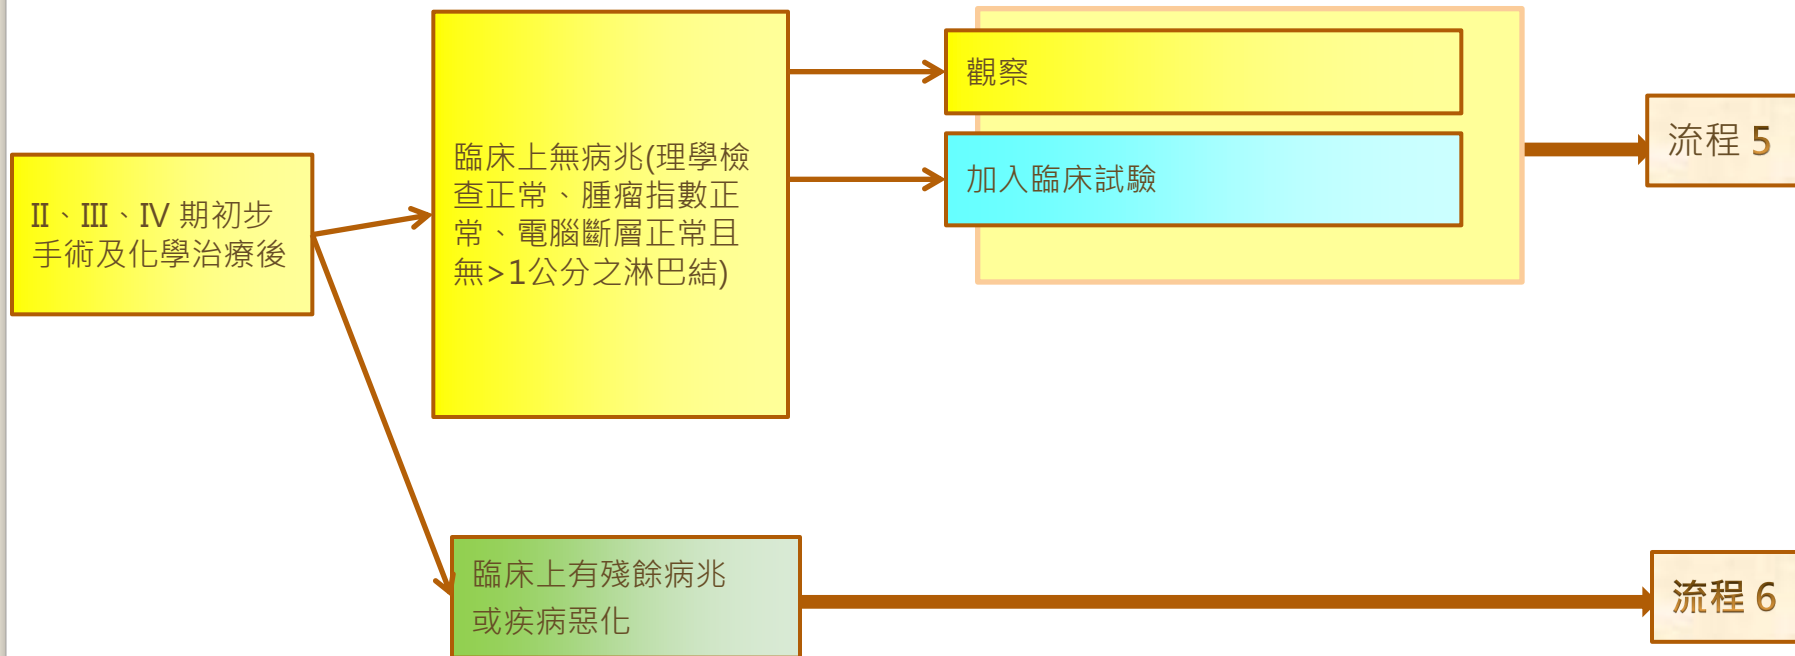 II、III、IV 期初步
手術及化學治療後
臨床上無病兆(理學檢
查正常、腫瘤指數正
常、電腦斷層正常且
無>1公分之淋巴結)
觀察
加入臨床試驗
流程 5
臨床上有殘餘病兆
或疾病惡化
流程 6